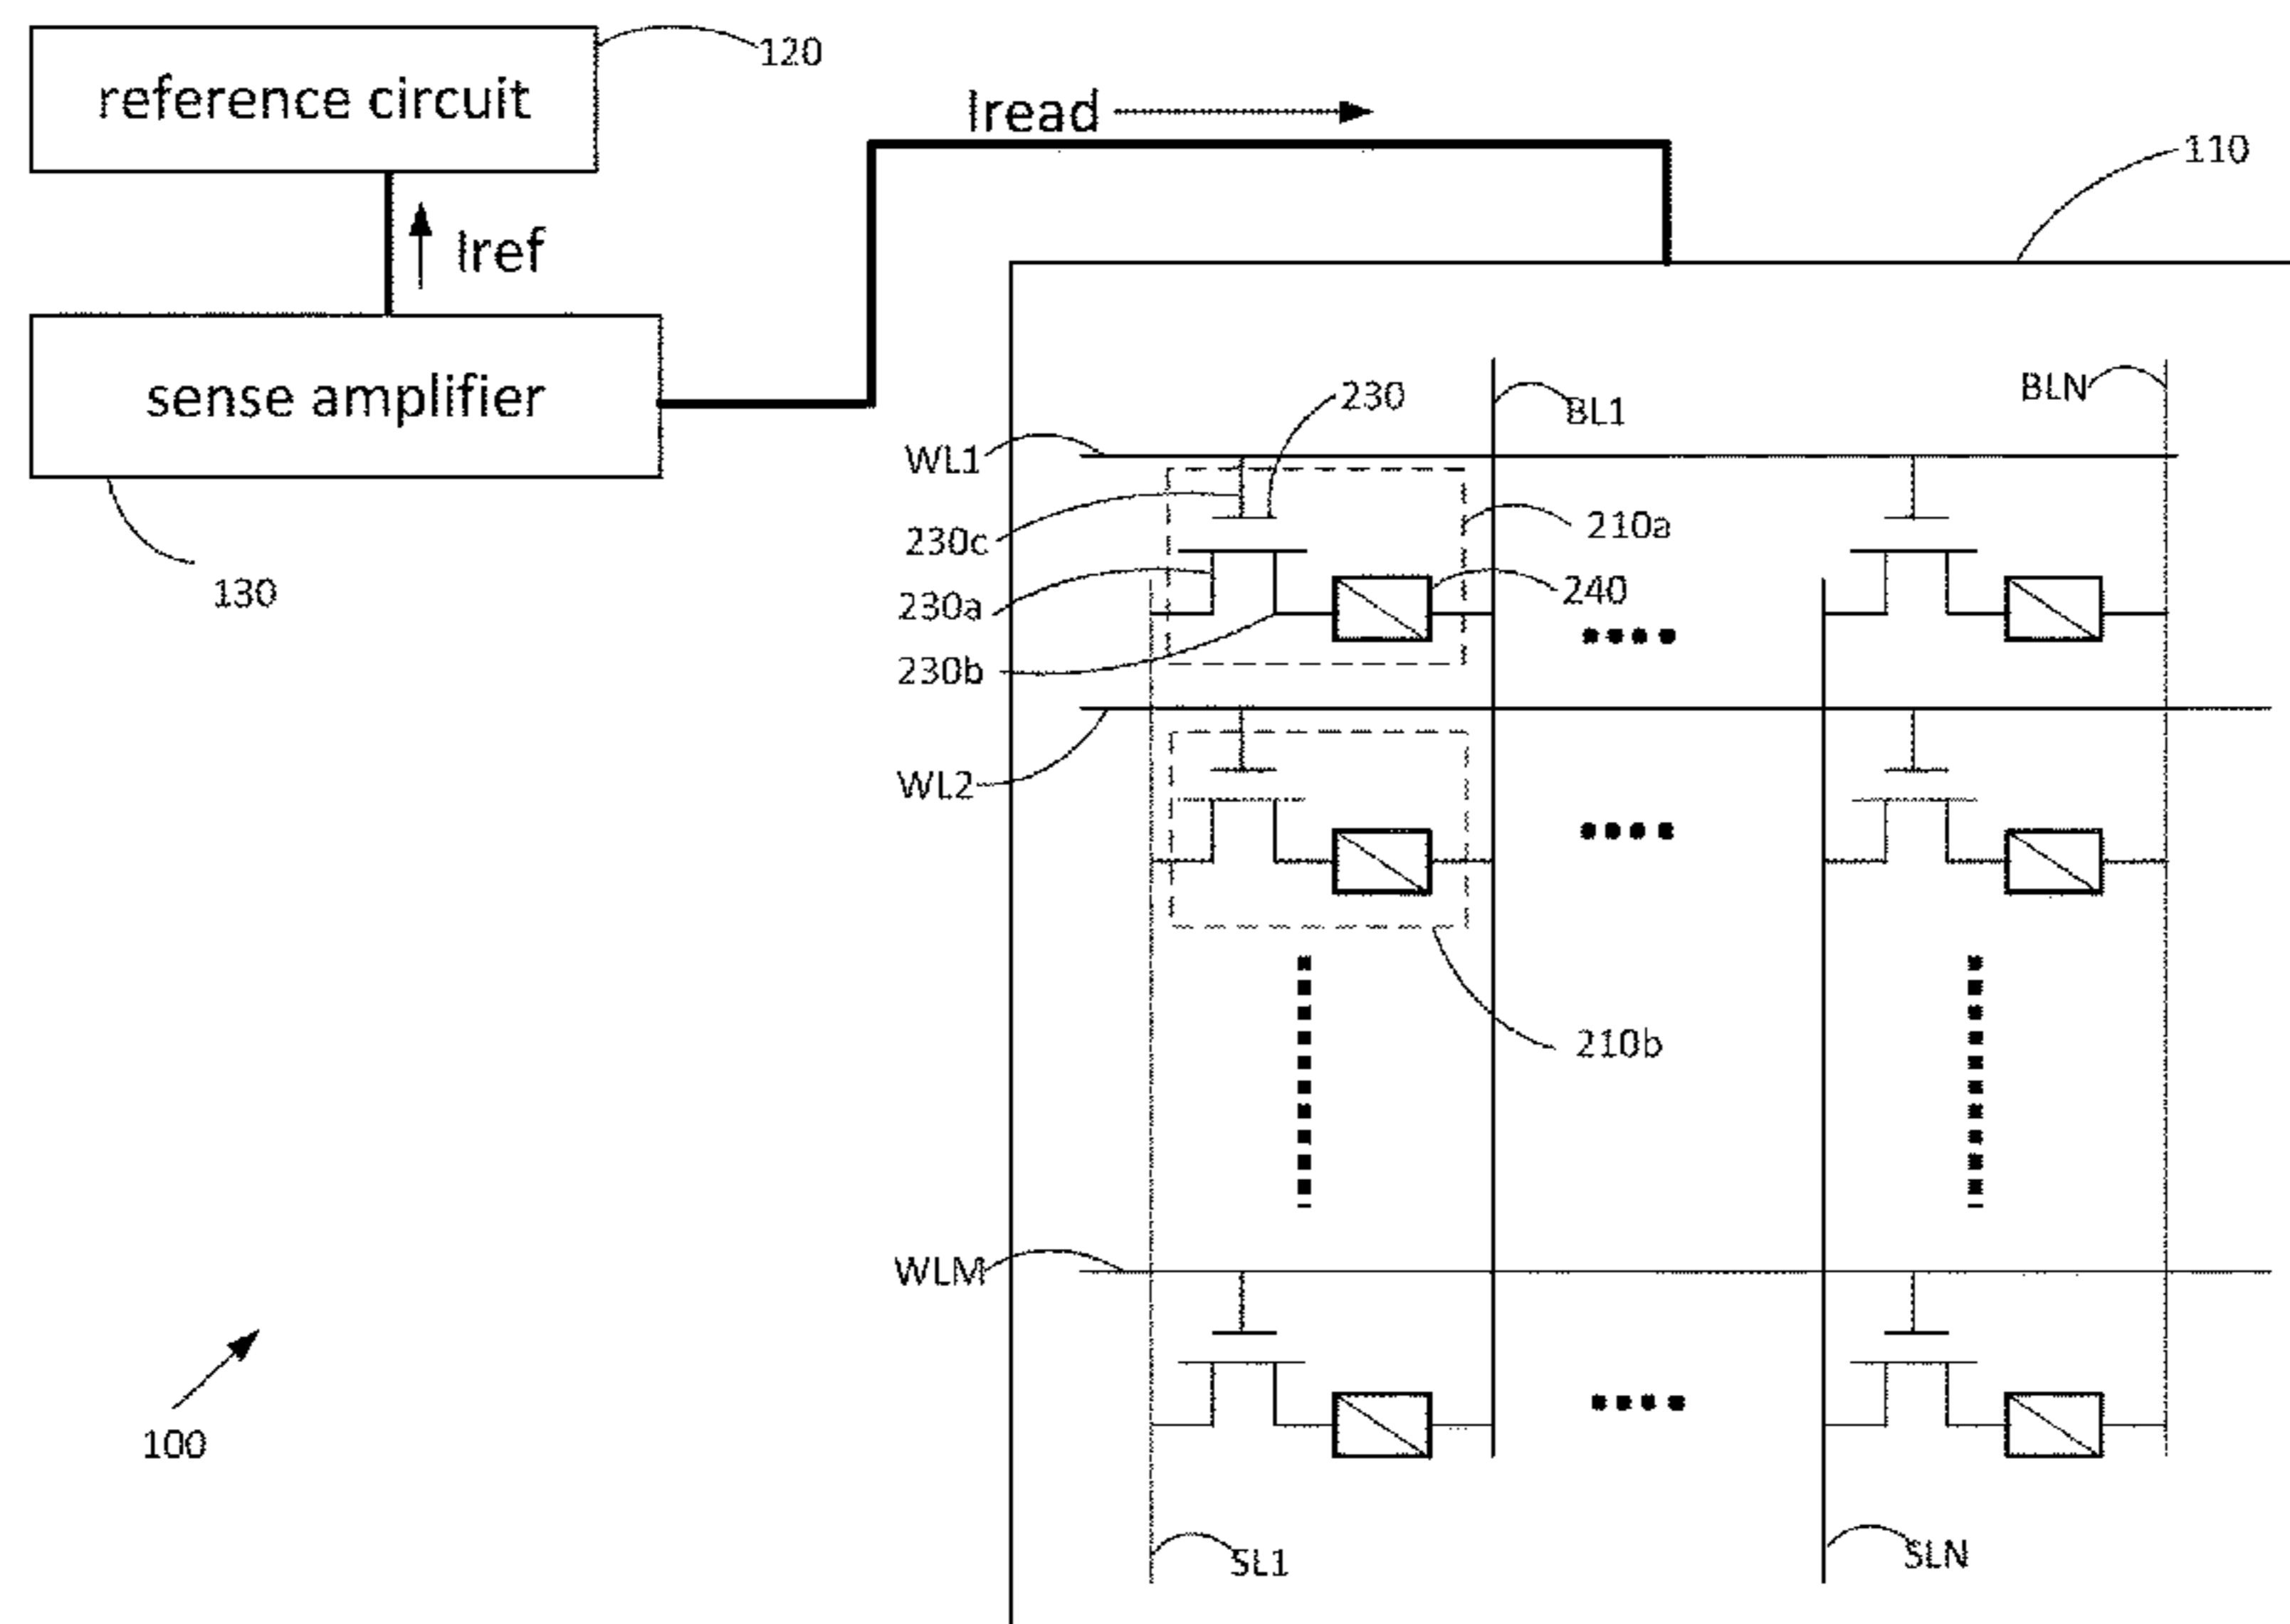 120
reference circuit
Iread
110
Iref
sense amplifier
230
BL1
BLN
WL1
230c
210a
130
230a
240
230b
WL2
210b
WLM
100
SL1
SLN